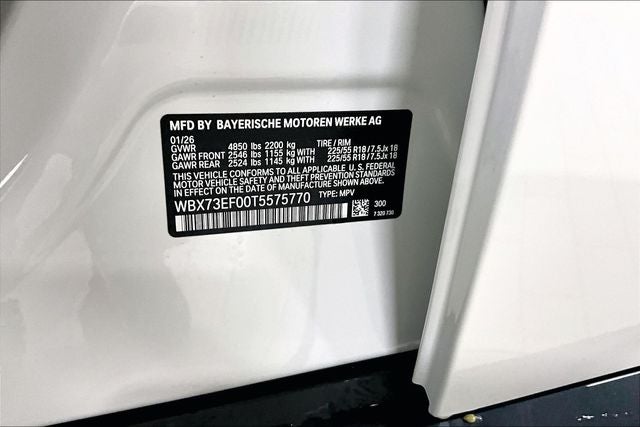 MFD BY BAYERISCHE MOTOREN WERKE AG
01/26
GVWR 4850 lbs 2200 kg TIRE / RIM
GAWR FRONT 2546 lbs 1155 kg WITH 225/55 R18 / 7.5Jx 18
GAWR REAR 2524 lbs 1145 kg WITH 225/55 R18 / 7.5Jx 18
THIS VEHICLE CONFORMS TO ALL APPLICABLE U. S. FEDERAL
MOTOR VEHICLE SAFETY AND THEFT PREVENTION STANDARDS
IN EFFECT ON THE DATE OF MANUFACTURE SHOWN ABOVE.
WBX73EF00T5575770 TYPE: MPV
300
7 320 730